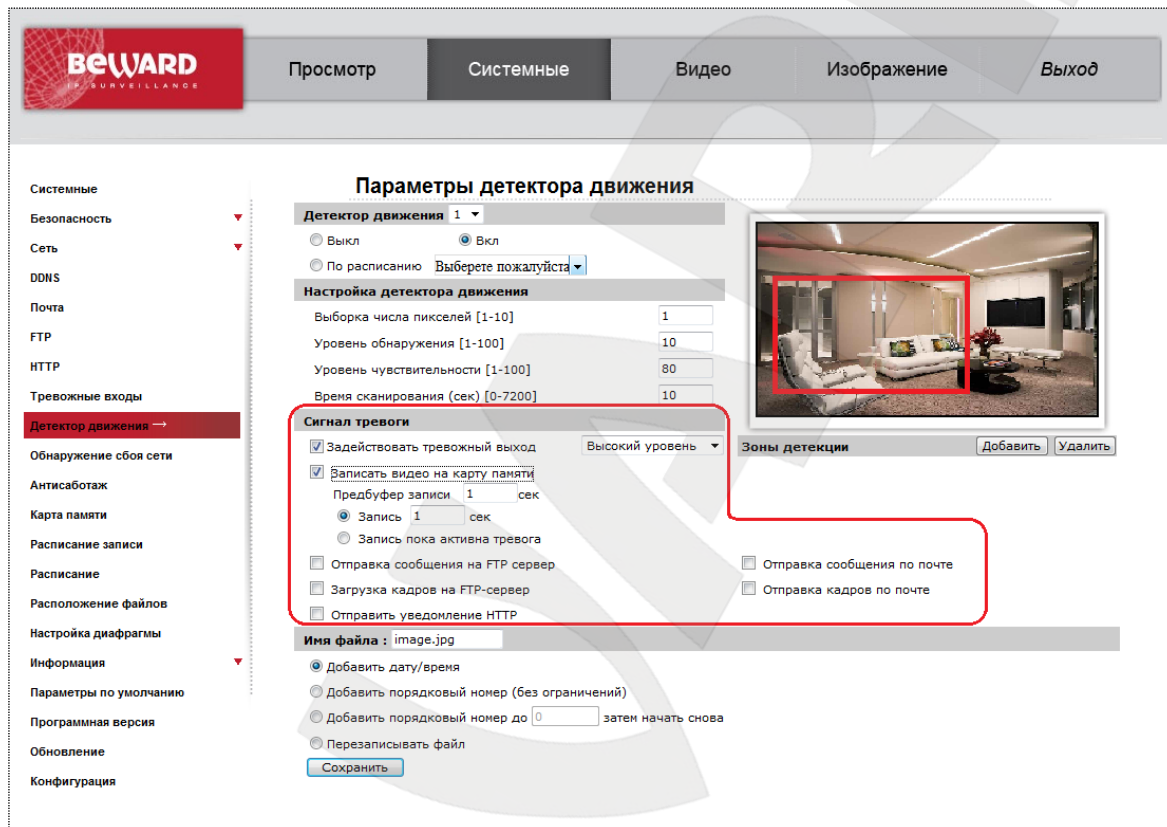 BEWARD
IP SURVEILLANCE
Просмотр
Системные
Видео
Изображение
Выход
Системные
Безопасность
Сеть
DDNS
Почта
FTP
HTTP
Тревожные входы
Детектор движения →
Обнаружение сбоя сети
Антисаботаж
Карта памяти
Расписание записи
Расписание
Расположение файлов
Настройка диафрагмы
Информация
Параметры по умолчанию
Программная версия
Обновление
Конфигурация
Параметры детектора движения
Детектор движения 1
Выкл Вкл
По расписанию Выберете пожалуйста
Настройка детектора движения
Выборка числа пикселей [1-10] 1
Уровень обнаружения [1-100] 10
Уровень чувствительности [1-100] 80
Время сканирования (сек) [0-7200] 10
Сигнал тревоги
Задействовать тревожный выход Высокий уровень
Записать видео на карту памяти
Предбуфер записи 1 сек
Запись 1 сек
Запись пока активна тревога
Отправка сообщения на FTP сервер
Загрузка кадров на FTP-сервер
Отправить уведомление HTTP
Зоны детекции Добавить Удалить
Отправка сообщения по почте
Отправка кадров по почте
Имя файла : image.jpg
Добавить дату/время
Добавить порядковый номер (без ограничений)
Добавить порядковый номер до 0 затем начать снова
Перезаписывать файл
Сохранить